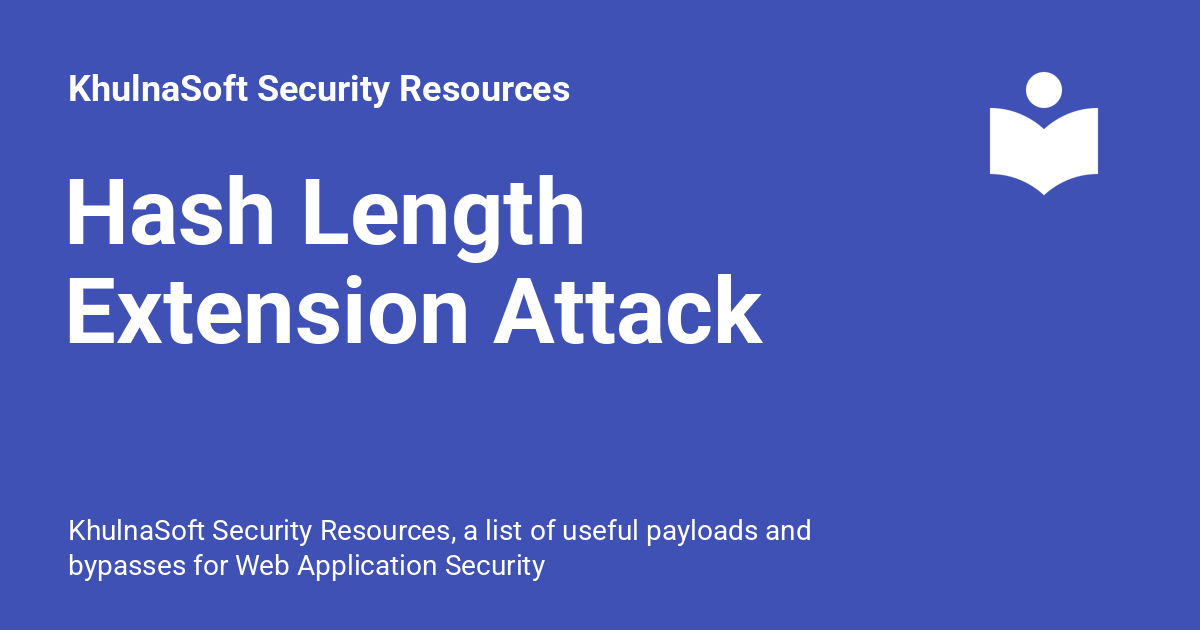 KhulnaSoft Security Resources
Hash Length
Extension Attack
KhulnaSoft Security Resources, a list of useful payloads and
bypasses for Web Application Security